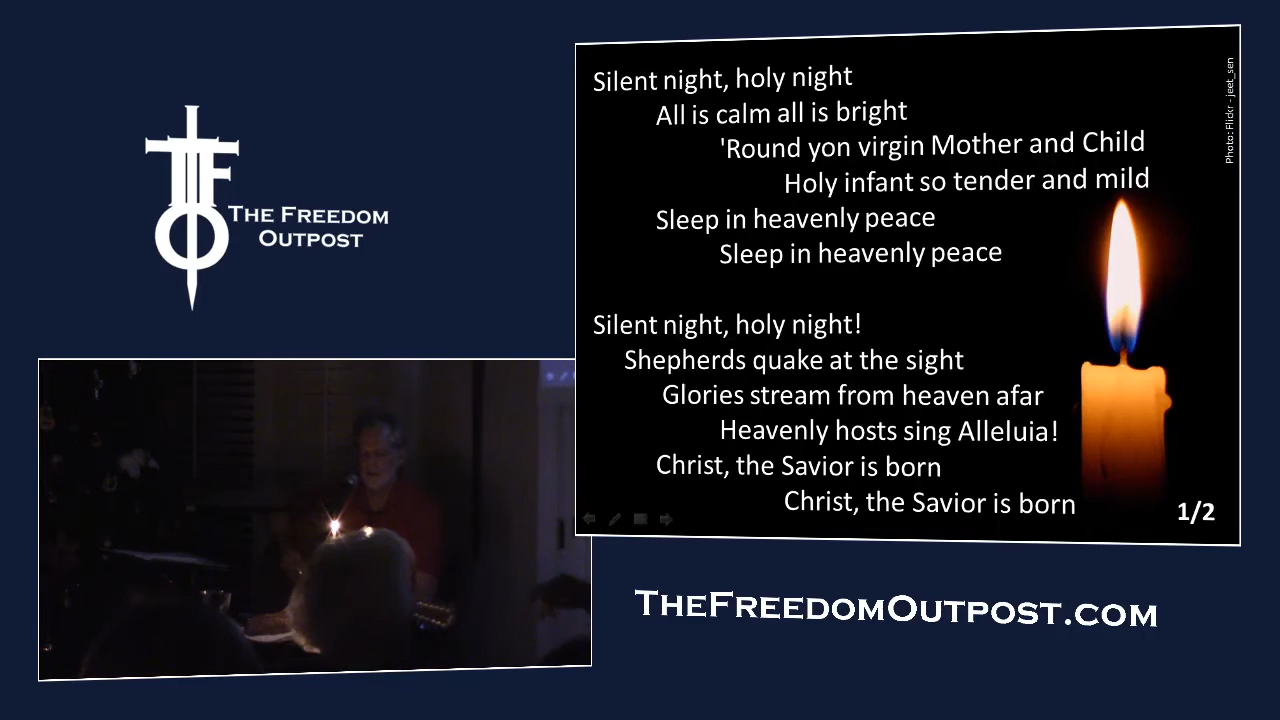 THE FREEDOM
OUTPOST
Silent night, holy night
All is calm all is bright
'Round yon virgin Mother and Child
Holy infant so tender and mild
Sleep in heavenly peace
Sleep in heavenly peace
Silent night, holy night!
Shepherds quake at the sight
Glories stream from heaven afar
Heavenly hosts sing Alleluia!
Christ, the Savior is born
Christ, the Savior is born
1/2
Photo: Flickr - jeet_sen
THEFREEDOMOUTPOST.COM